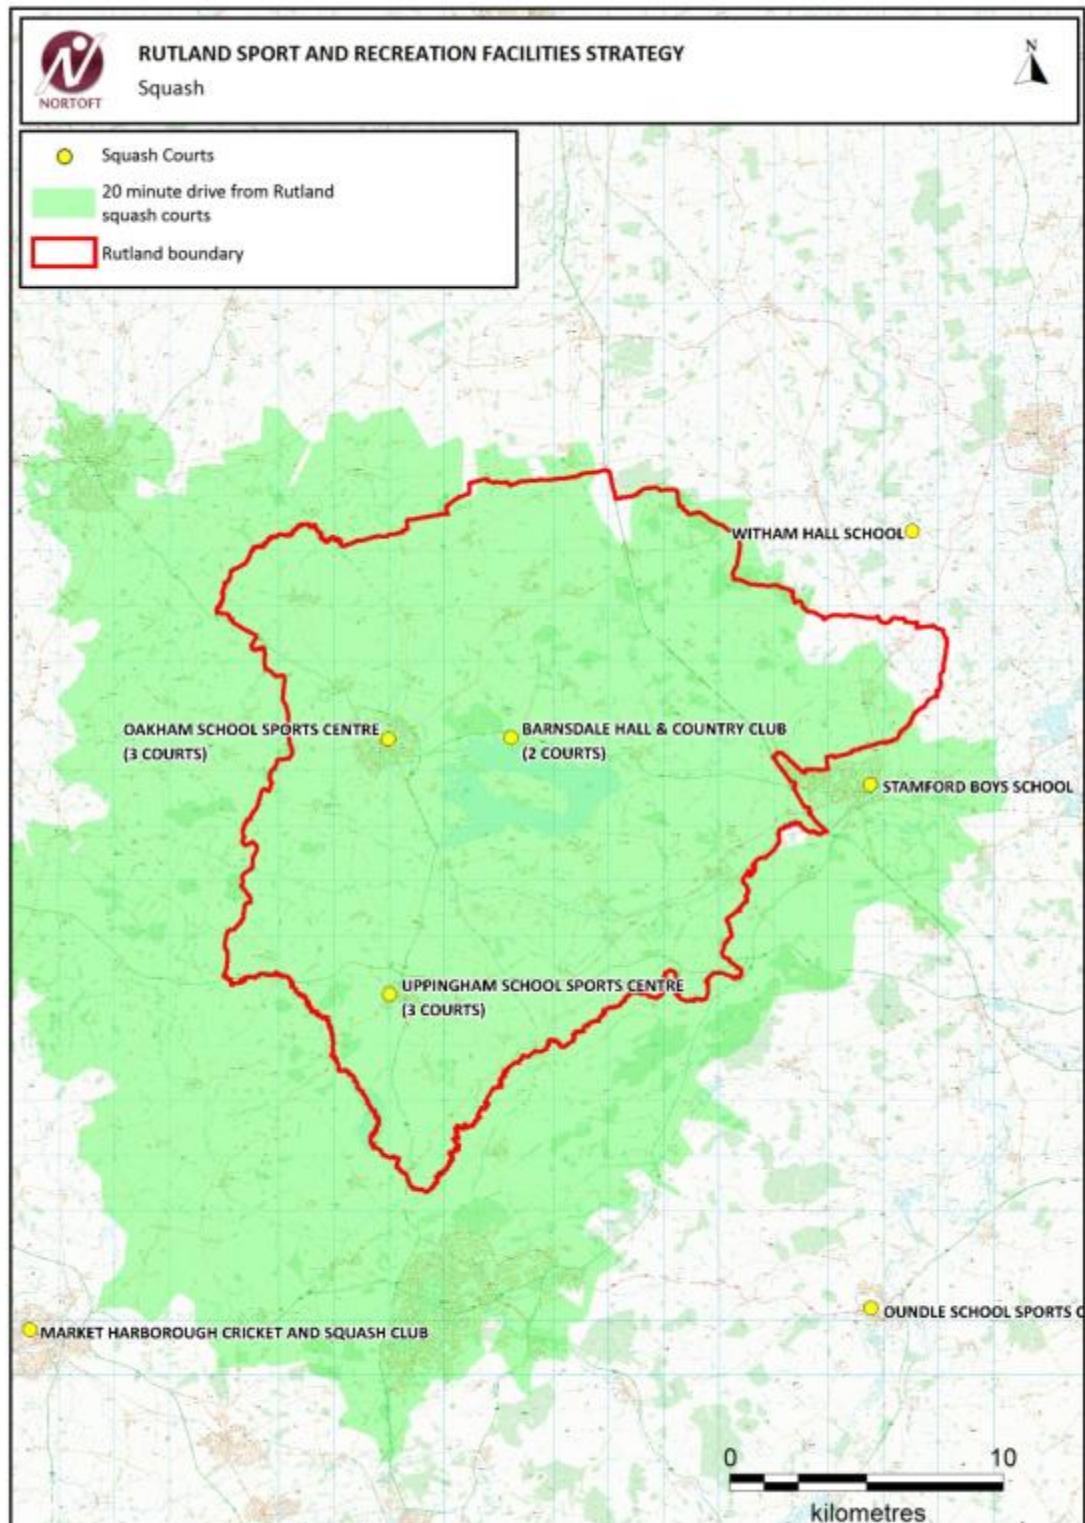 NORTOFT
RUTLAND SPORT AND RECREATION FACILITIES STRATEGY
Squash
N
Squash Courts
20 minute drive from Rutland
squash courts
Rutland boundary
WITHAM HALL SCHOOL
OAKHAM SCHOOL SPORTS CENTRE
(3 COURTS)
BARNSDALE HALL & COUNTRY CLUB
(2 COURTS)
STAMFORD BOYS SCHOOL
UPPINGHAM SCHOOL SPORTS CENTRE
(3 COURTS)
OUNDLE SCHOOL SPORTS C
MARKET HARBOROUGH CRICKET AND SQUASH CLUB
0 10
kilometres